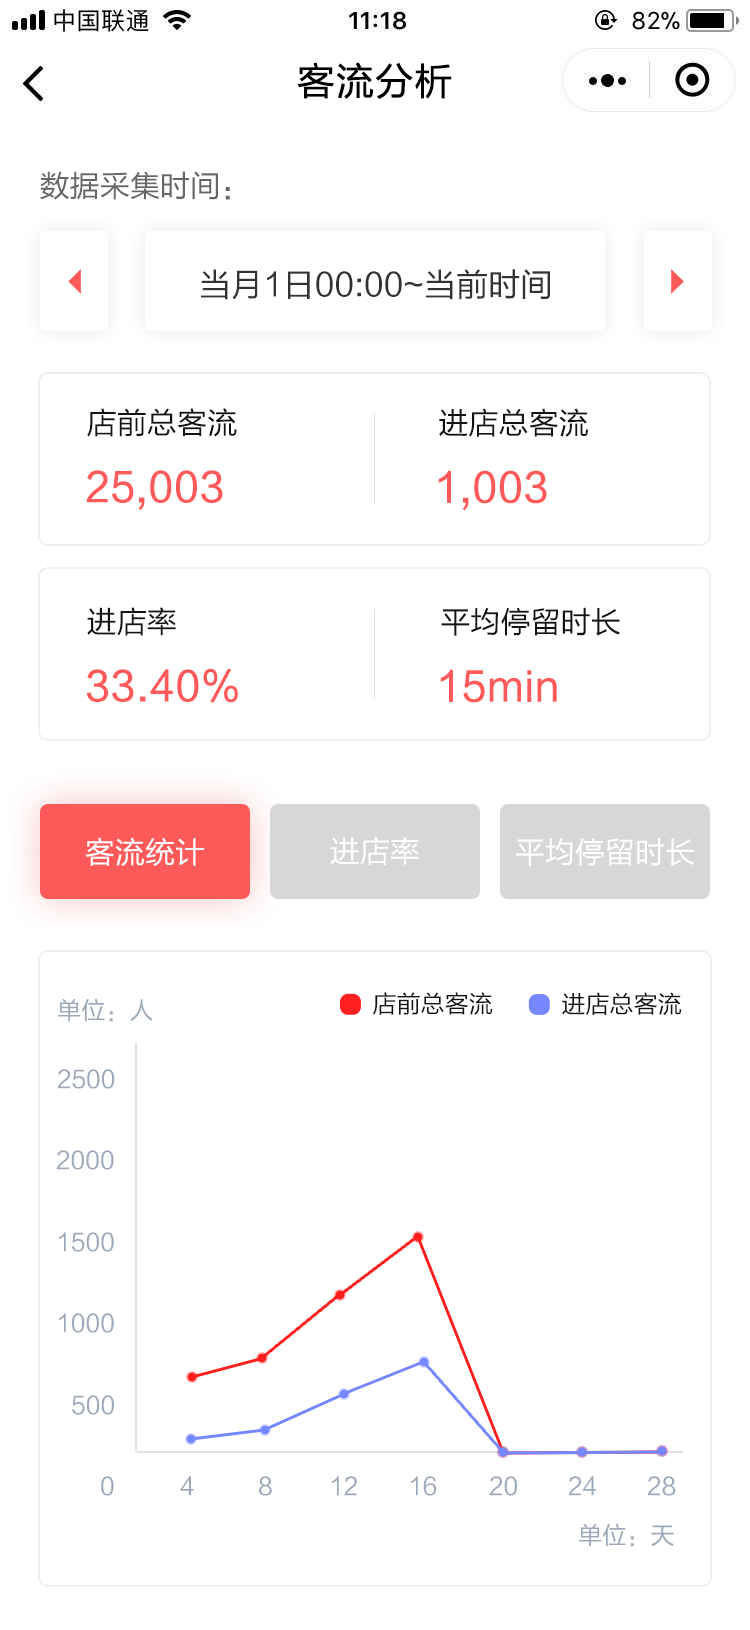 中国联通 11:18 82%
客流分析
数据采集时间：
当月1日00:00~当前时间
店前总客流 进店总客流
25,003 1,003
进店率 平均停留时长
33.40% 15min
客流统计 进店率 平均停留时长
单位：人 店前总客流 进店总客流
2500
2000
1500
1000
500
0 4 8 12 16 20 24 28
单位：天